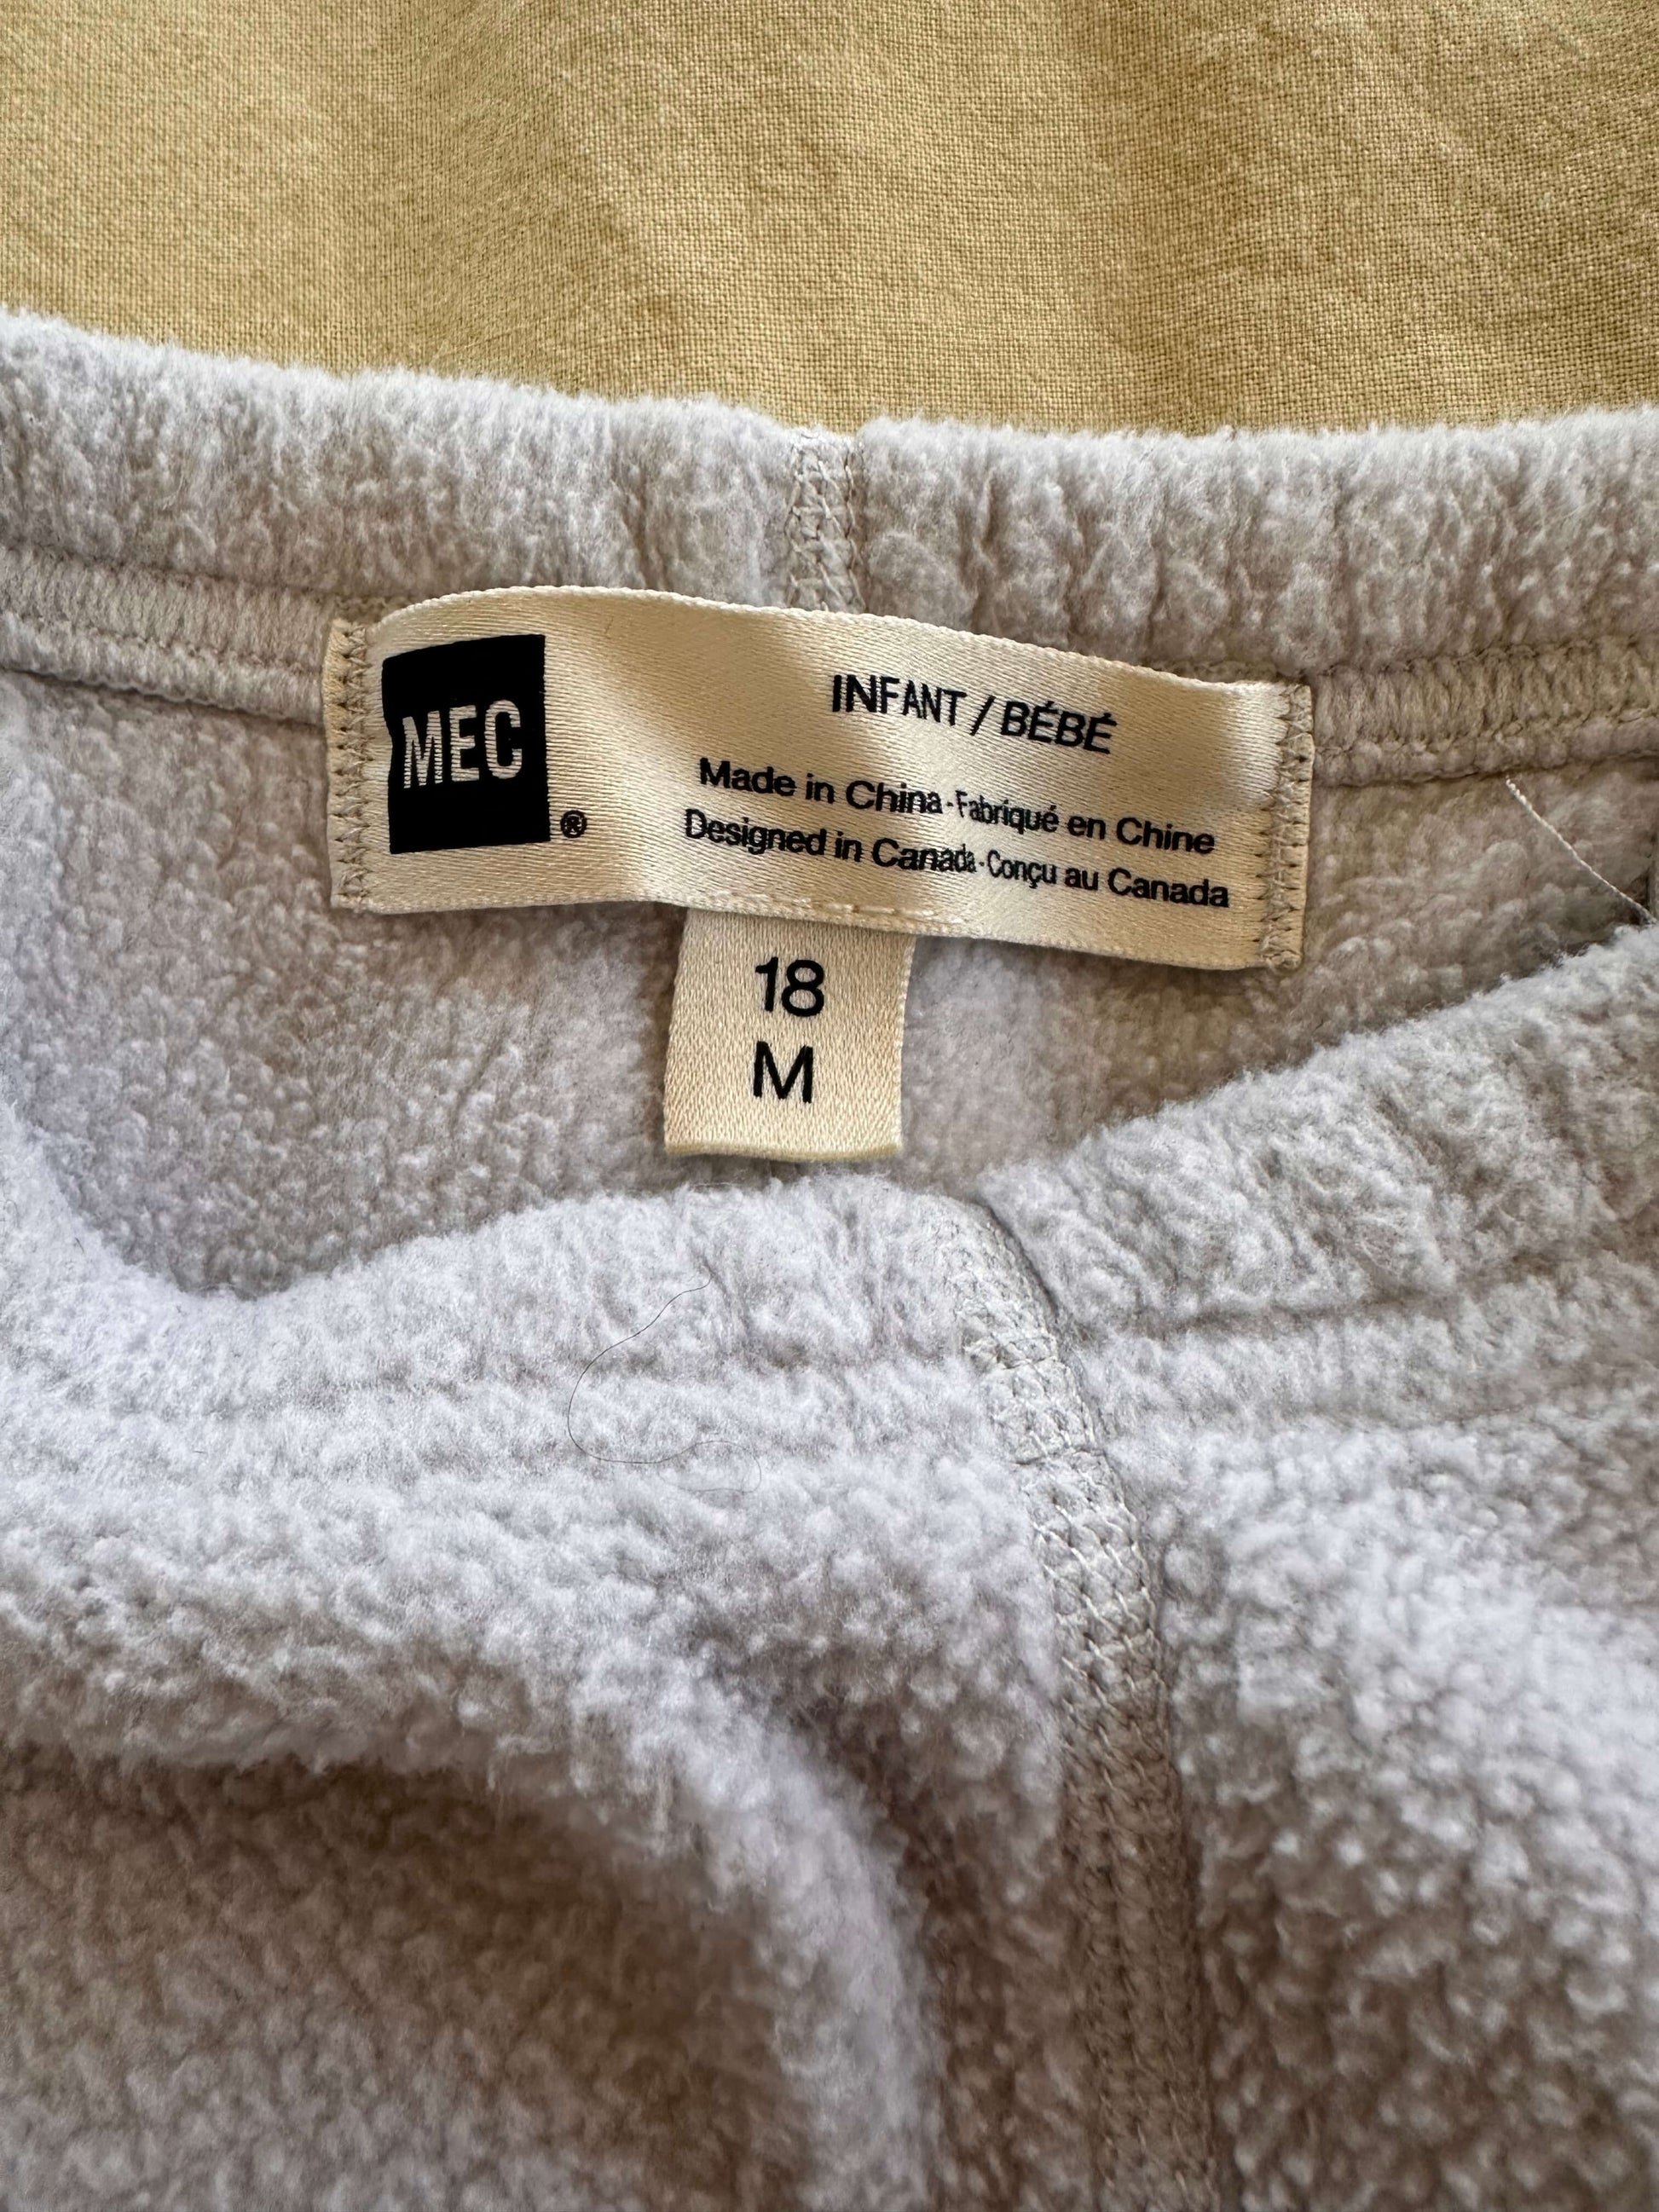 MEC
®
INFANT / BÉBÉ
Made in China · Fabriqué en Chine
Designed in Canada · Conçu au Canada
18
M